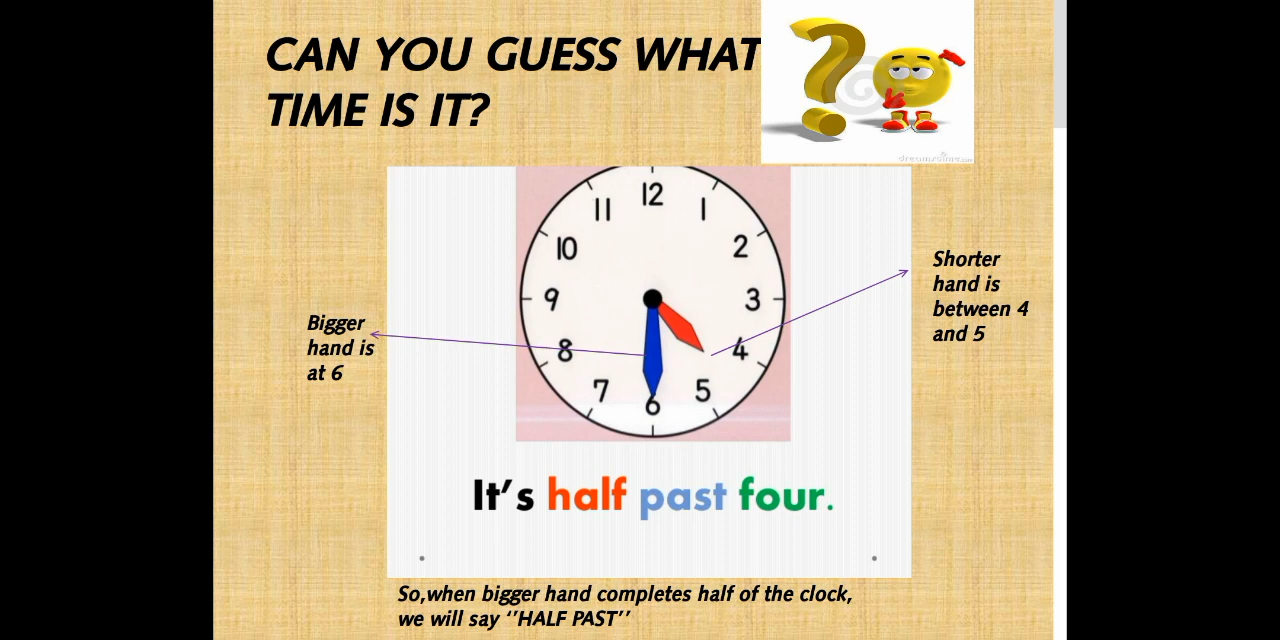 CAN YOU GUESS WHAT
TIME IS IT?
dreamstime.com
12
11
1
10
2
9
3
8
4
7
5
6
Shorter
hand is
between 4
and 5
Bigger
hand is
at 6
It's half past four.
So,when bigger hand completes half of the clock,
we will say ‘’HALF PAST’’